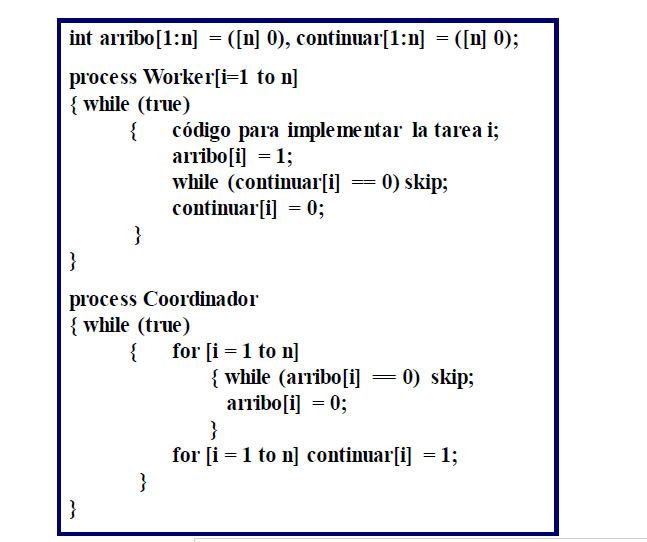 int arribo[1:n] = ([n] 0), continuar[1:n] = ([n] 0);
process Worker[i=1 to n]
{ while (true)
{ código para implementar la tarea i;
arribo[i] = 1;
while (continuar[i] == 0) skip;
continuar[i] = 0;
}
}
process Coordinador
{ while (true)
{ for [i = 1 to n]
{ while (arribo[i] == 0) skip;
arribo[i] = 0;
}
for [i = 1 to n] continuar[i] = 1;
}
}